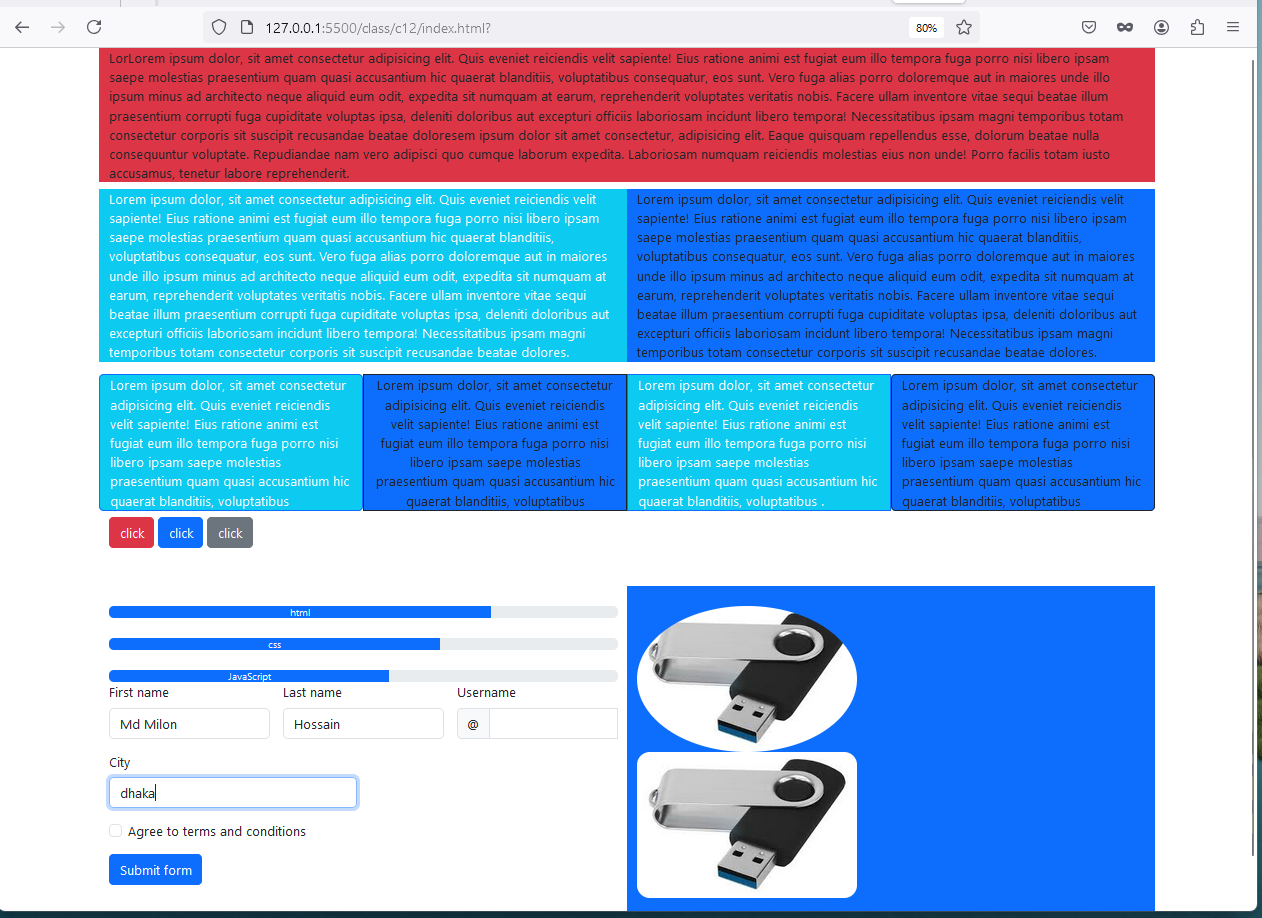 127.0.0.1:5500/class/c12/index.html?
80%
LorLorem ipsum dolor, sit amet consectetur adipisicing elit. Quis eveniet reiciendis velit sapiente! Eius ratione animi est fugiat eum illo tempora fuga porro nisi libero ipsam
saepe molestias praesentium quam quasi accusantium hic quaerat blanditiis, voluptatibus consequatur, eos sunt. Vero fuga alias porro doloremque aut in maiores unde illo
ipsum minus ad architecto neque aliquid eum odit, expedita sit numquam at earum, reprehenderit voluptates veritatis nobis. Facere ullam inventore vitae sequi beatae illum
praesentium corrupti fuga cupiditate voluptas ipsa, deleniti doloribus aut excepturi officiis laboriosam incidunt libero tempora! Necessitatibus ipsam magni temporibus totam
consectetur corporis sit suscipit recusandae beatae doloresem ipsum dolor sit amet consectetur, adipisicing elit. Eaque quisquam repellendus esse, dolorum beatae nulla
consequuntur voluptate. Repudiandae nam vero adipisci quo cumque laborum expedita. Laboriosam numquam reiciendis molestias eius non unde! Porro facilis totam iusto
accusamus, tenetur labore reprehenderit.
Lorem ipsum dolor, sit amet consectetur adipisicing elit. Quis eveniet reiciendis velit
sapiente! Eius ratione animi est fugiat eum illo tempora fuga porro nisi libero ipsam
saepe molestias praesentium quam quasi accusantium hic quaerat blanditiis,
voluptatibus consequatur, eos sunt. Vero fuga alias porro doloremque aut in maiores
unde illo ipsum minus ad architecto neque aliquid eum odit, expedita sit numquam at
earum, reprehenderit voluptates veritatis nobis. Facere ullam inventore vitae sequi
beatae illum praesentium corrupti fuga cupiditate voluptas ipsa, deleniti doloribus aut
excepturi officiis laboriosam incidunt libero tempora! Necessitatibus ipsam magni
temporibus totam consectetur corporis sit suscipit recusandae beatae dolores.
Lorem ipsum dolor, sit amet consectetur adipisicing elit. Quis eveniet reiciendis velit
sapiente! Eius ratione animi est fugiat eum illo tempora fuga porro nisi libero ipsam
saepe molestias praesentium quam quasi accusantium hic quaerat blanditiis,
voluptatibus consequatur, eos sunt. Vero fuga alias porro doloremque aut in maiores
unde illo ipsum minus ad architecto neque aliquid eum odit, expedita sit numquam at
earum, reprehenderit voluptates veritatis nobis. Facere ullam inventore vitae sequi
beatae illum praesentium corrupti fuga cupiditate voluptas ipsa, deleniti doloribus aut
excepturi officiis laboriosam incidunt libero tempora! Necessitatibus ipsam magni
temporibus totam consectetur corporis sit suscipit recusandae beatae dolores.
Lorem ipsum dolor, sit amet consectetur
adipisicing elit. Quis eveniet reiciendis
velit sapiente! Eius ratione animi est
fugiat eum illo tempora fuga porro nisi
libero ipsam saepe molestias
praesentium quam quasi accusantium hic
quaerat blanditiis, voluptatibus
Lorem ipsum dolor, sit amet consectetur
adipisicing elit. Quis eveniet reiciendis
velit sapiente! Eius ratione animi est
fugiat eum illo tempora fuga porro nisi
libero ipsam saepe molestias
praesentium quam quasi accusantium hic
quaerat blanditiis, voluptatibus
Lorem ipsum dolor, sit amet consectetur
adipisicing elit. Quis eveniet reiciendis
velit sapiente! Eius ratione animi est
fugiat eum illo tempora fuga porro nisi
libero ipsam saepe molestias
praesentium quam quasi accusantium hic
quaerat blanditiis, voluptatibus .
Lorem ipsum dolor, sit amet consectetur
adipisicing elit. Quis eveniet reiciendis
velit sapiente! Eius ratione animi est
fugiat eum illo tempora fuga porro nisi
libero ipsam saepe molestias
praesentium quam quasi accusantium hic
quaerat blanditiis, voluptatibus
click click click
html
css
JavaScript
First name Last name Username
Md Milon Hossain @
City
dhaka
Agree to terms and conditions
Submit form